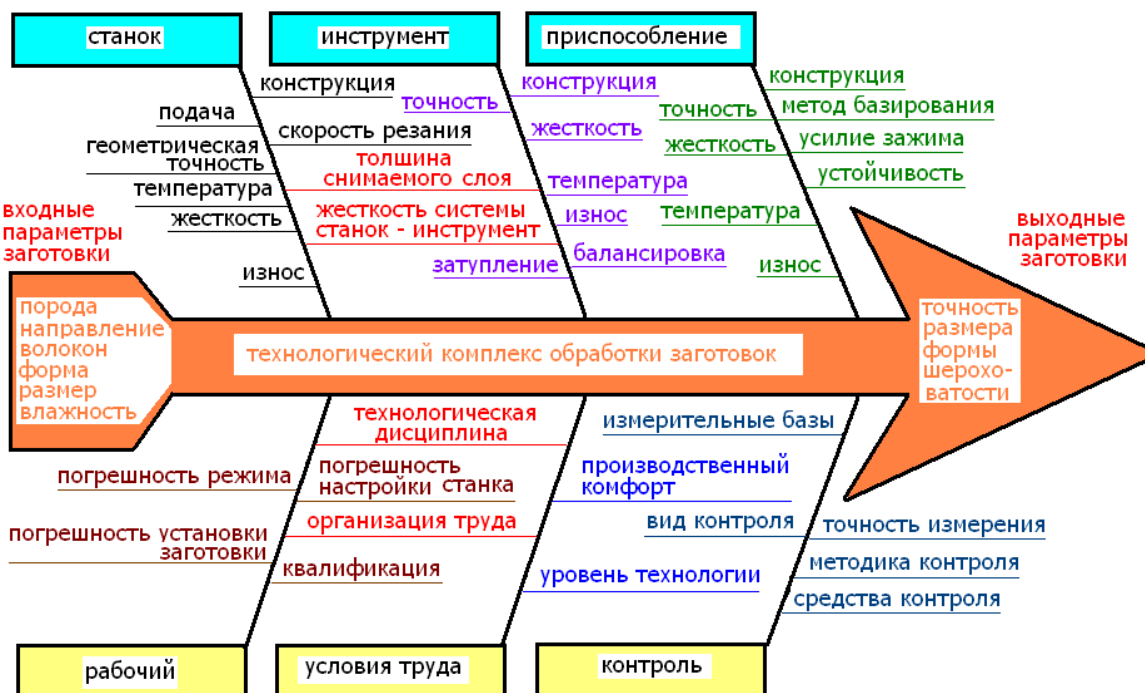 станок
инструмент
приспособление
конструкция
подача
скорость резания
геометрическая
точность
толшина
снимаемого слоя
температура
жесткость
жесткость системы
станок - инструмент
износ
точность
конструкция
жесткость
температура
износ
затупление
балансировка
конструкция
точность
метод базирования
жесткость
усилие зажима
устойчивость
температура
износ
входные
параметры
заготовки
выходные
параметры
заготовки
порода
направление
волокон
форма
размер
влажность
технологический комплекс обработки заготовок
точность
размера
формы
шерохо-
ватости
погрешность режима
погрешность
настройки станка
погрешность установки
заготовки
квалификация
технологическая
дисциплина
производственный
комфорт
организация труда
уровень технологии
измерительные базы
вид контроля
точность измерения
методика контроля
средства контроля
рабочий
условия труда
контроль